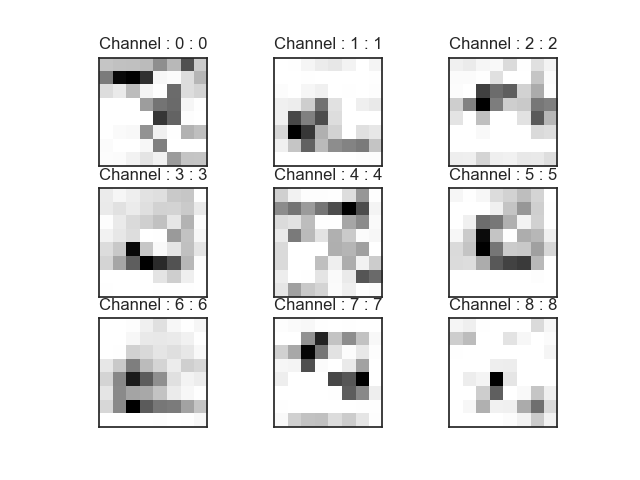 Channel : 0 : 0
Channel : 1 : 1
Channel : 2 : 2
Channel : 3 : 3
Channel : 4 : 4
Channel : 5 : 5
Channel : 6 : 6
Channel : 7 : 7
Channel : 8 : 8